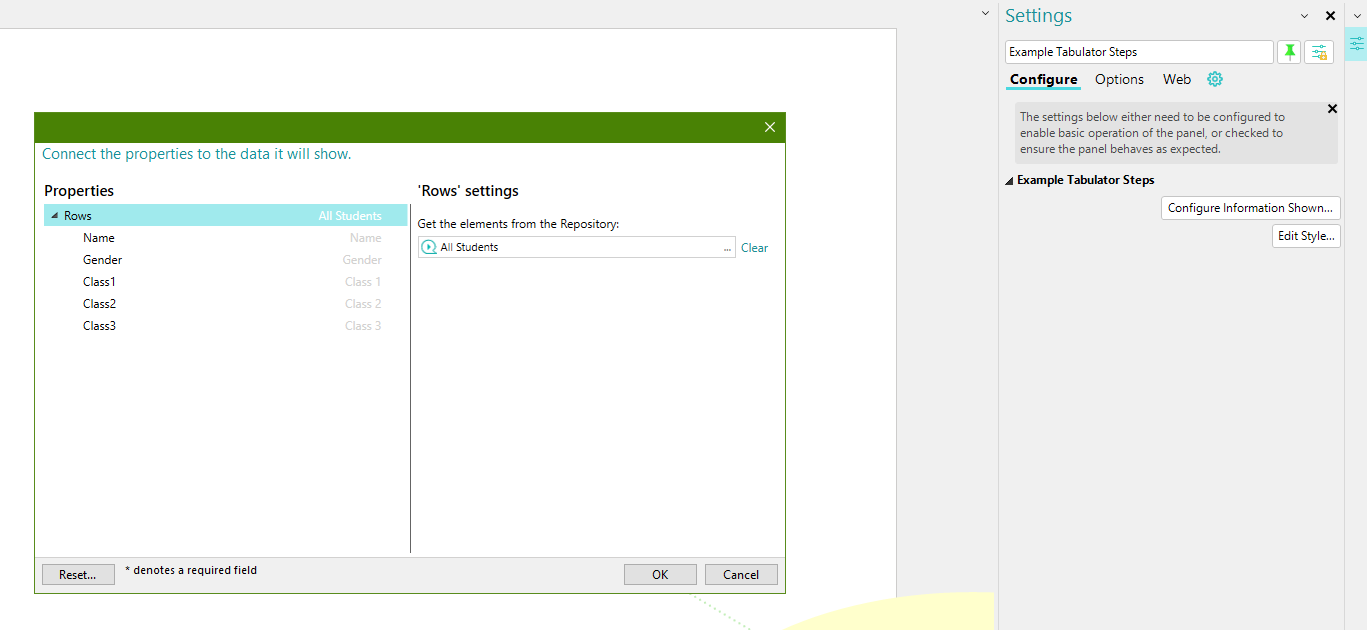 Settings
Example Tabulator Steps
Configure Options Web
The settings below either need to be configured to
enable basic operation of the panel, or checked to
ensure the panel behaves as expected.
Example Tabulator Steps
Configure Information Shown...
Edit Style...
Connect the properties to the data it will show.
Properties
Rows All Students
Name Name
Gender Gender
Class1 Class 1
Class2 Class 2
Class3 Class 3
'Rows' settings
Get the elements from the Repository:
All Students ... Clear
Reset... * denotes a required field
OK Cancel